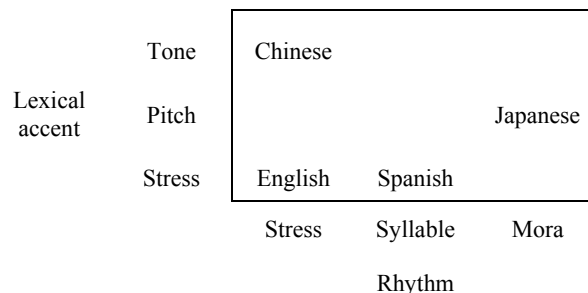 Tone Chinese
Lexical
accent
Pitch Japanese
Stress English Spanish
Stress Syllable Mora
Rhythm